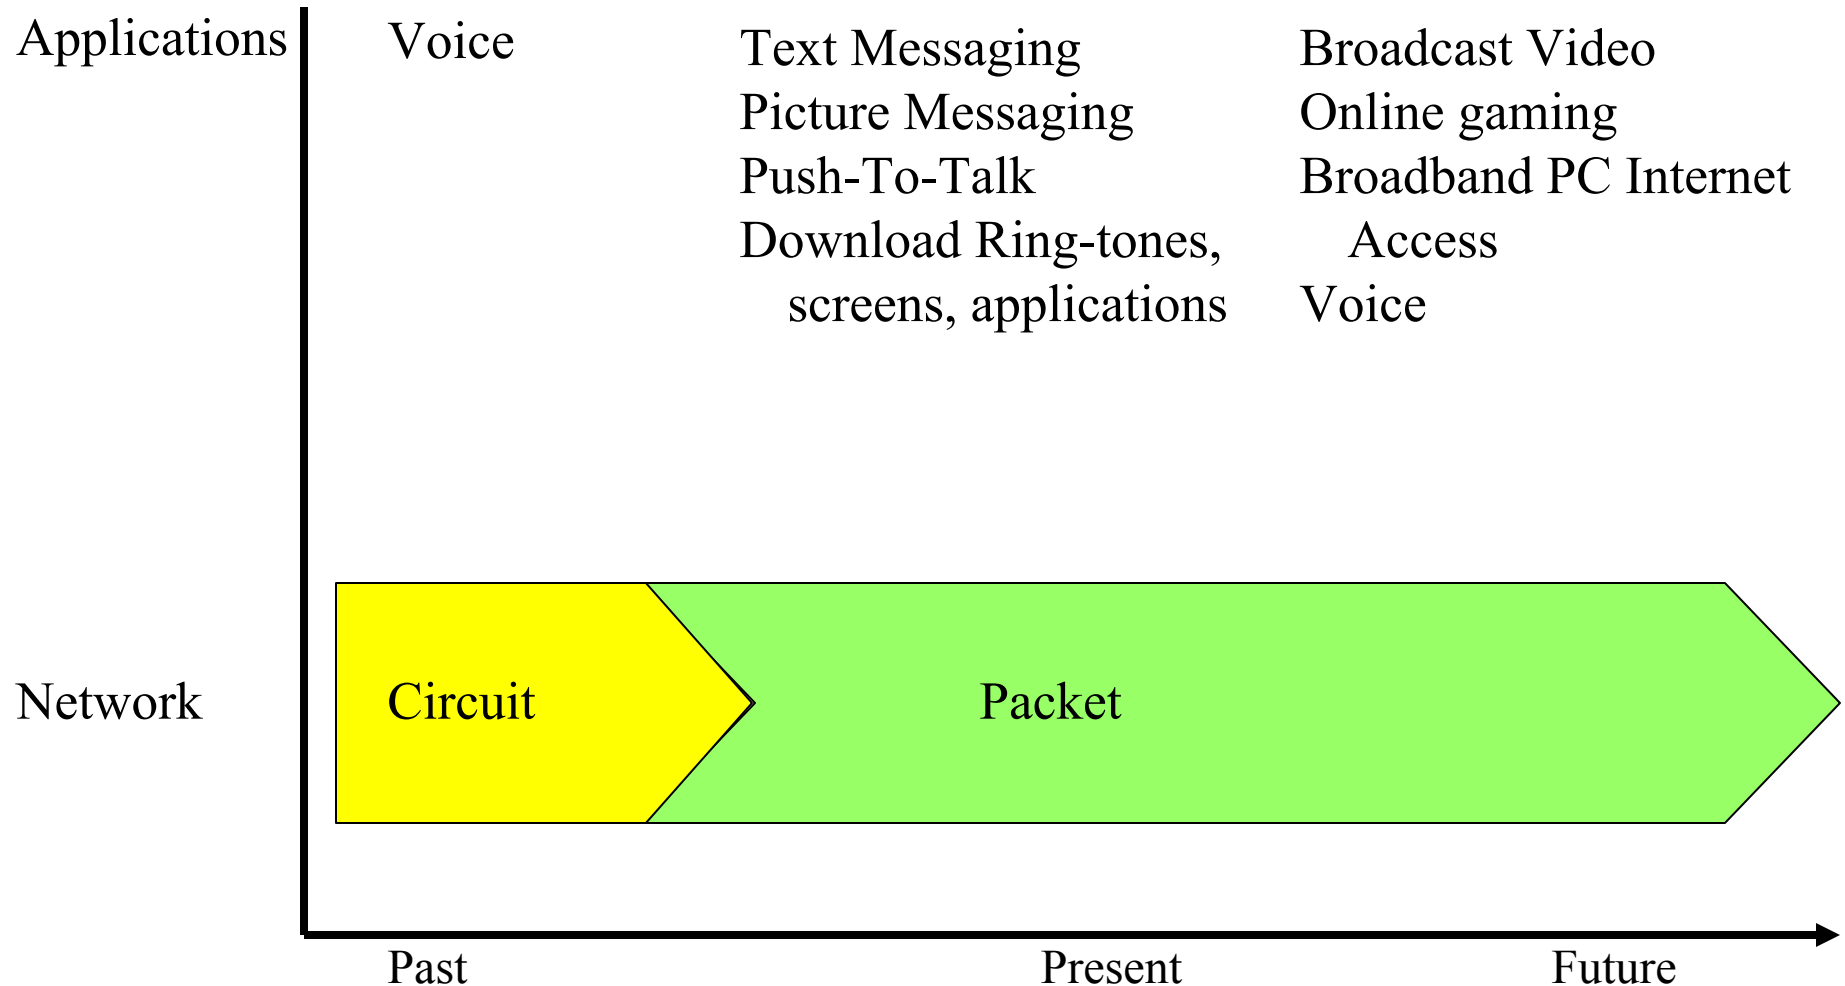 Applications
Voice
Text Messaging
Picture Messaging
Push-To-Talk
Download Ring-tones,
screens, applications
Broadcast Video
Online gaming
Broadband PC Internet
Access
Voice
Network
Circuit
Packet
Past
Present
Future